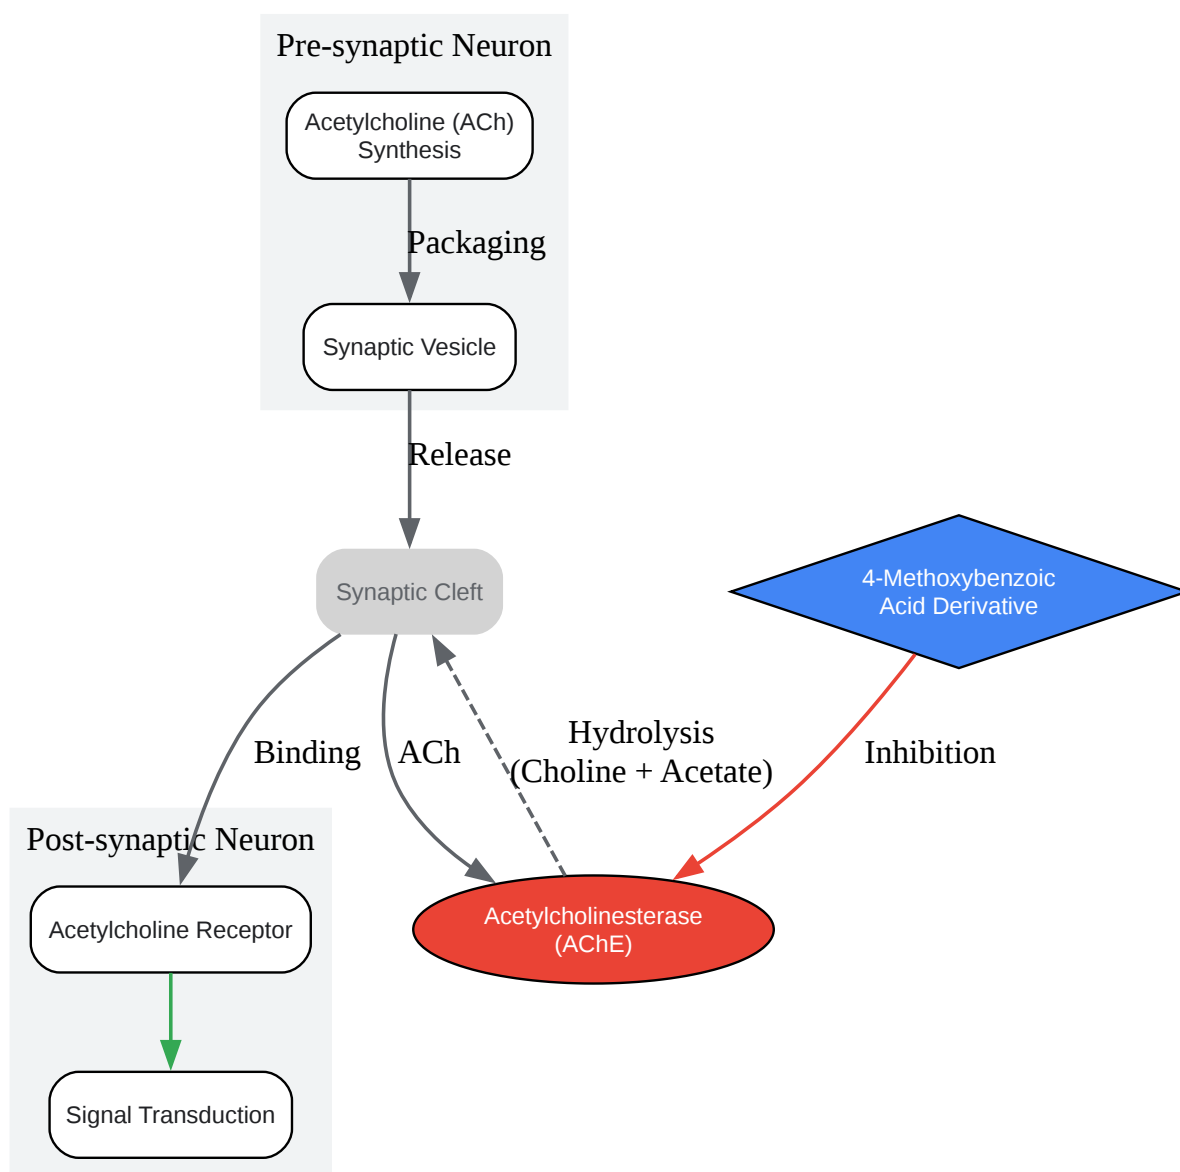 Pre-synaptic Neuron
Acetylcholine (ACh)
Synthesis
Packaging
Synaptic Vesicle
Release
Synaptic Cleft
4-Methoxybenzoic
Acid Derivative
Binding
ACh
Hydrolysis
(Choline + Acetate)
Inhibition
Post-synaptic Neuron
Acetylcholine Receptor
Acetylcholinesterase
(AChE)
Signal Transduction